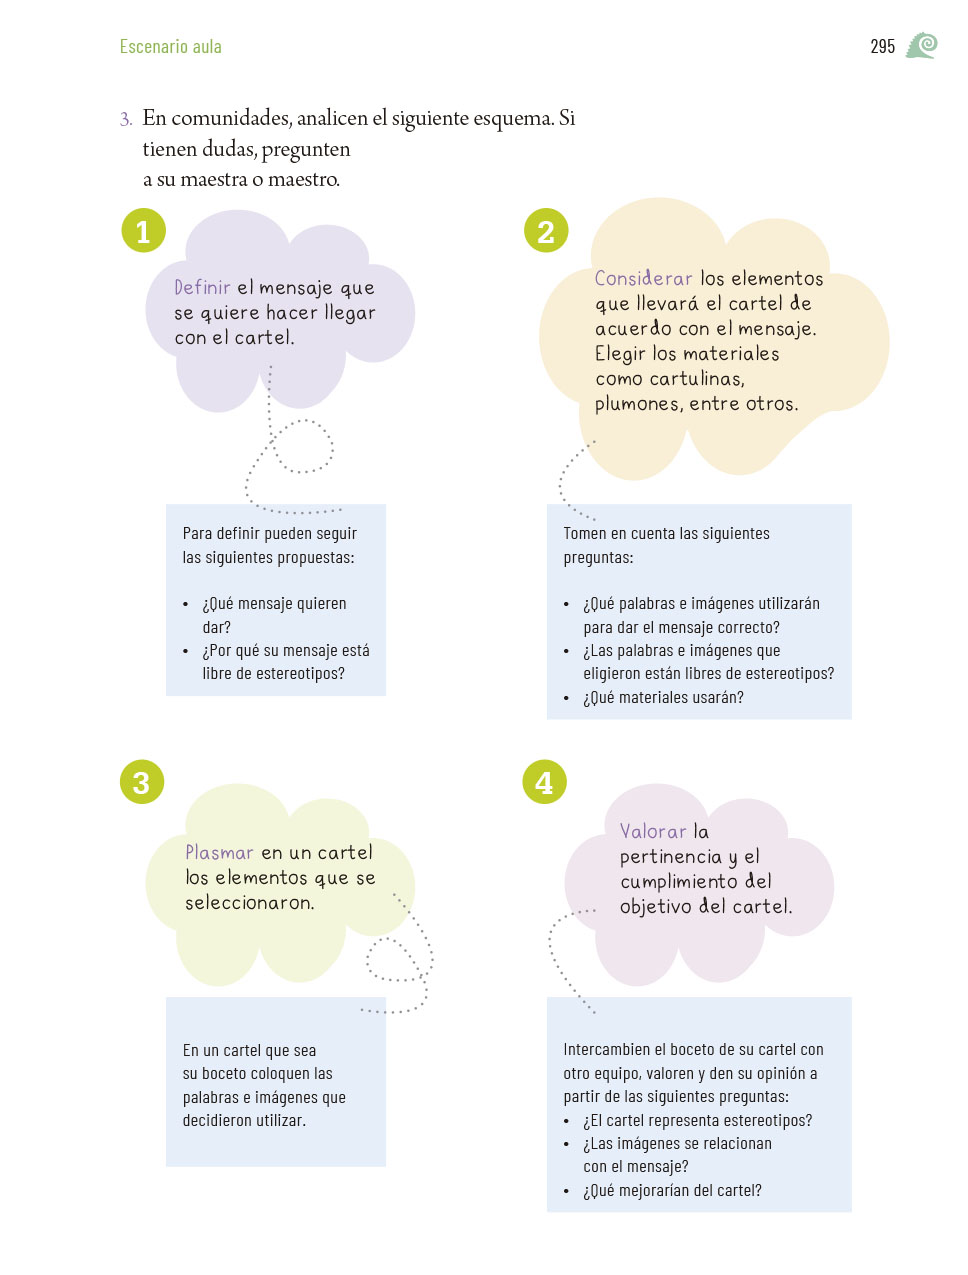 Escenario aula
295
3. En comunidades, analicen el siguiente esquema. Si
tienen dudas, pregunten
a su maestra o maestro.
1
Definir el mensaje que
se quiere hacer llegar
con el cartel.
Para definir pueden seguir
las siguientes propuestas:
• ¿Qué mensaje quieren
dar?
• ¿Por qué su mensaje está
libre de estereotipos?
2
Considerar los elementos
que llevará el cartel de
acuerdo con el mensaje.
Elegir los materiales
como cartulinas,
plumones, entre otros.
Tomen en cuenta las siguientes
preguntas:
• ¿Qué palabras e imágenes utilizarán
para dar el mensaje correcto?
• ¿Las palabras e imágenes que
eligieron están libres de estereotipos?
• ¿Qué materiales usarán?
3
Plasmar en un cartel
los elementos que se
seleccionaron.
En un cartel que sea
su boceto coloquen las
palabras e imágenes que
decidieron utilizar.
4
Valorar la
pertinencia y el
cumplimiento del
objetivo del cartel.
Intercambien el boceto de su cartel con
otro equipo, valoren y den su opinión a
partir de las siguientes preguntas:
• ¿El cartel representa estereotipos?
• ¿Las imágenes se relacionan
con el mensaje?
• ¿Qué mejorarían del cartel?